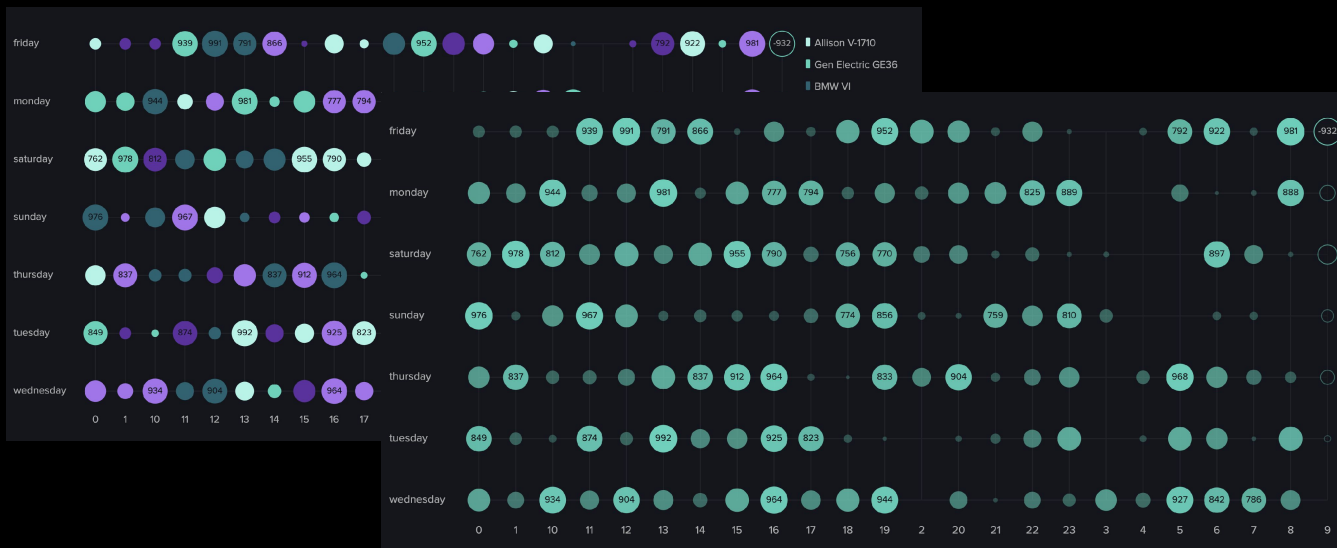 friday 939 991 791 866 952 792 922 981 -932
Allison V-1710
Gen Electric GE36
BMW VI
monday 944 981 777 794
saturday 762 978 812 955 790
sunday 976 967
thursday 837 837 912 964
tuesday 849 874 992 925 823
wednesday 934 904 964
0 1 10 11 12 13 14 15 16 17
friday 939 991 791 866 952 792 922 981 -932
monday 944 981 777 794 825 889 888
saturday 762 978 812 955 790 756 770 897
sunday 976 967 774 856 759 810
thursday 837 837 912 964 833 904 968
tuesday 849 874 992 925 823
wednesday 934 904 964 944 927 842 786
0 1 10 11 12 13 14 15 16 17 18 19 2 20 21 22 23 3 4 5 6 7 8 9